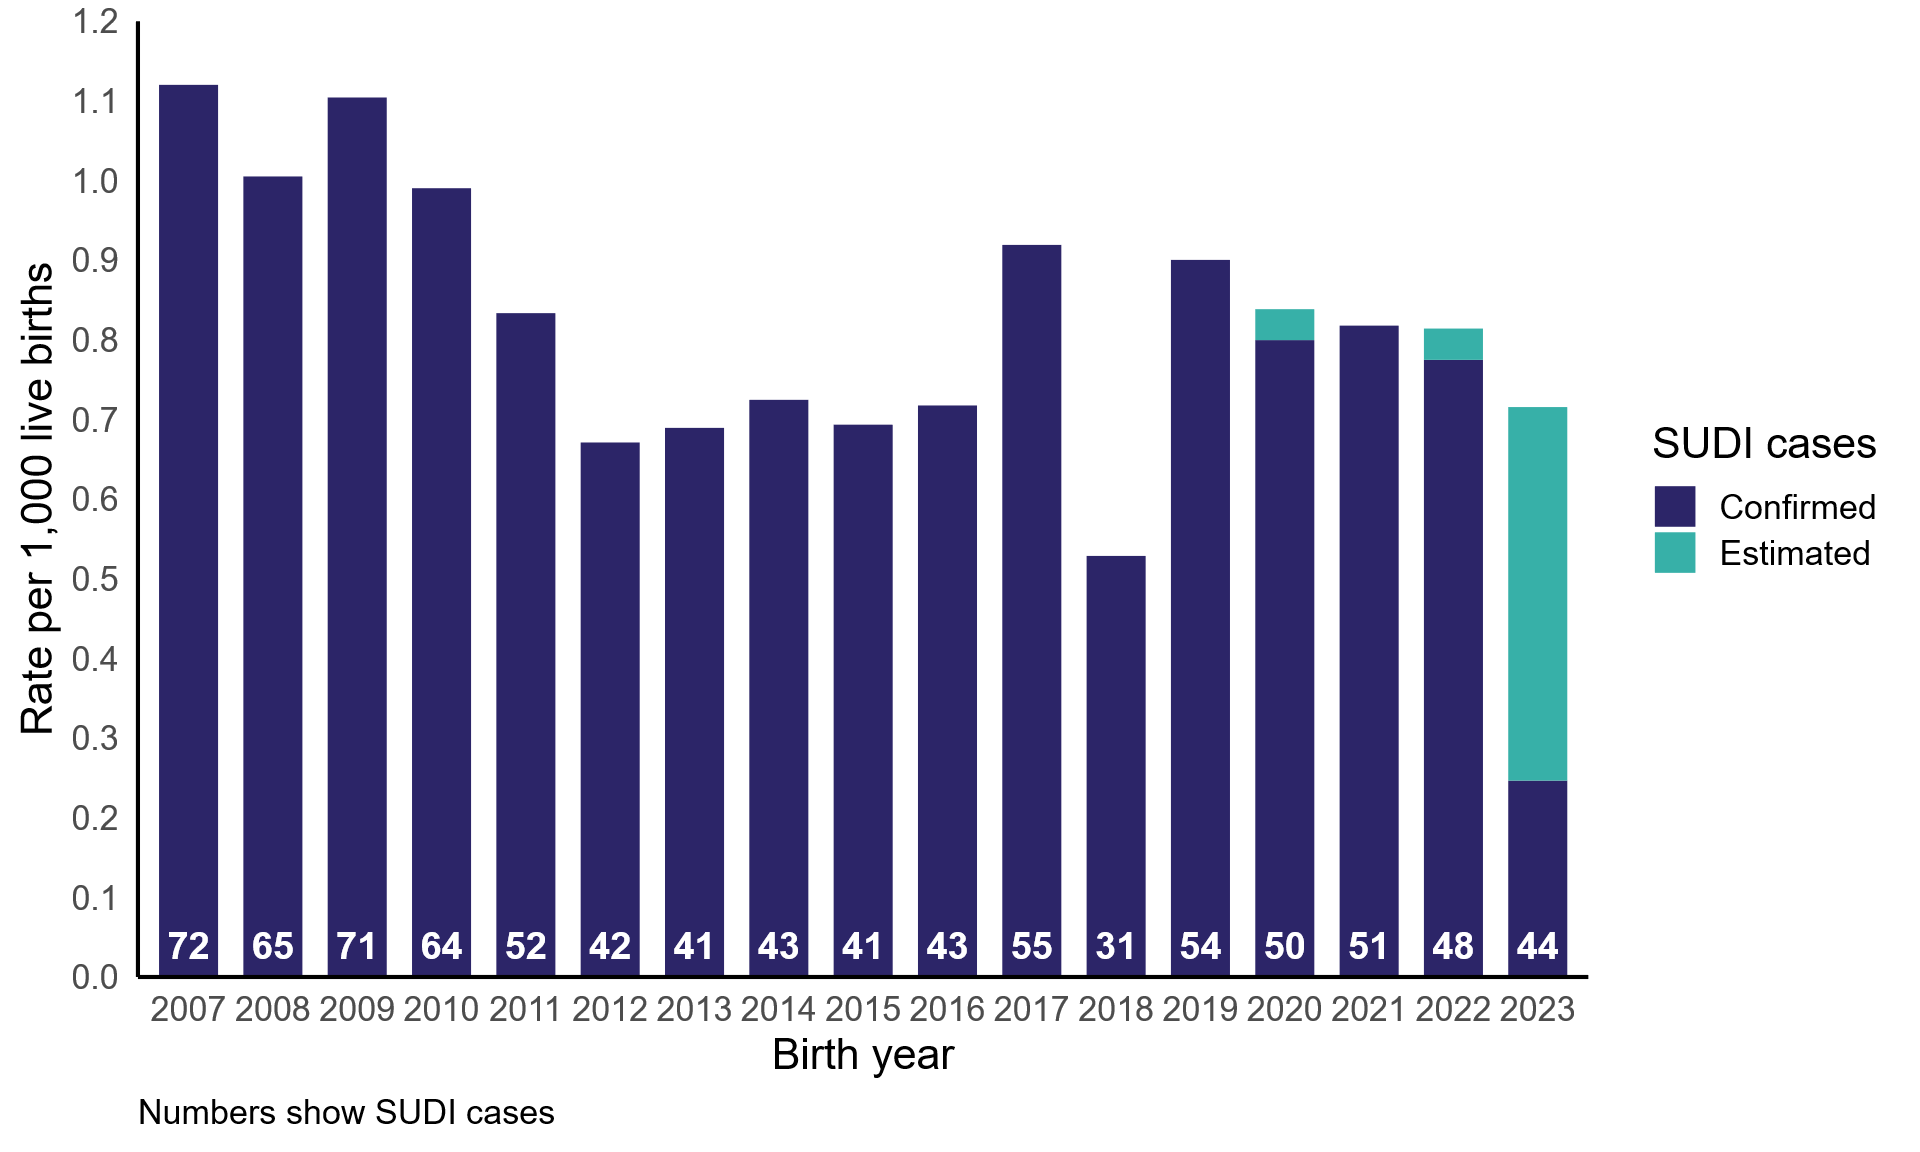 1.2
1.1
1.0
0.9
0.8
0.7
0.6
0.5
0.4
0.3
0.2
0.1
0.0
Rate per 1,000 live births
72 65 71 64 52 42 41 43 41 43 55 31 54 50 51 48 44
2007 2008 2009 2010 2011 2012 2013 2014 2015 2016 2017 2018 2019 2020 2021 2022 2023
Birth year
Numbers show SUDI cases
SUDI cases
Confirmed
Estimated